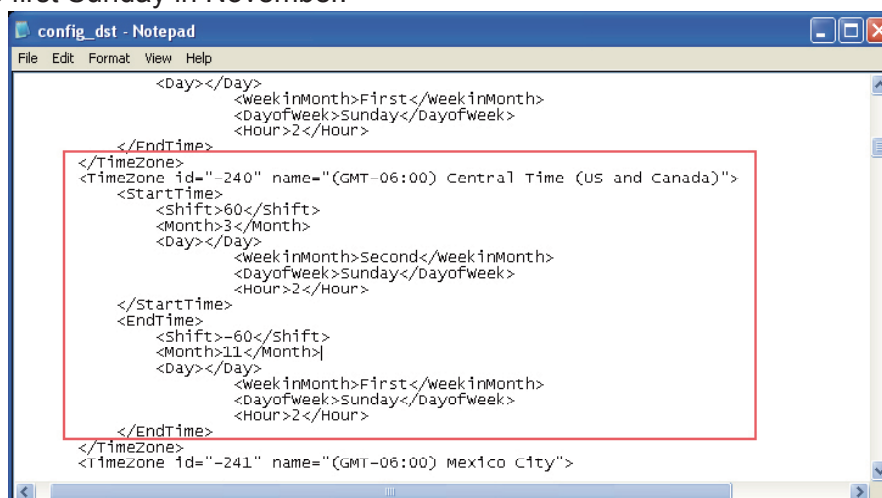 first Sunday in November.
config_dst - Notepad
File Edit Format View Help
<Day></Day>
<WeekinMonth>First</WeekinMonth>
<DayofWeek>Sunday</DayofWeek>
<Hour>2</Hour>
</EndTime>
</TimeZone>
<TimeZone id="-240" name="(GMT-06:00) Central Time (US and Canada)">
<StartTime>
<Shift>60</Shift>
<Month>3</Month>
<Day></Day>
<WeekinMonth>Second</WeekinMonth>
<DayofWeek>Sunday</DayofWeek>
<Hour>2</Hour>
</StartTime>
<EndTime>
<Shift>-60</Shift>
<Month>11</Month>
<Day></Day>
<WeekinMonth>First</WeekinMonth>
<DayofWeek>Sunday</DayofWeek>
<Hour>2</Hour>
</EndTime>
</TimeZone>
<TimeZone id="-241" name="(GMT-06:00) Mexico City">